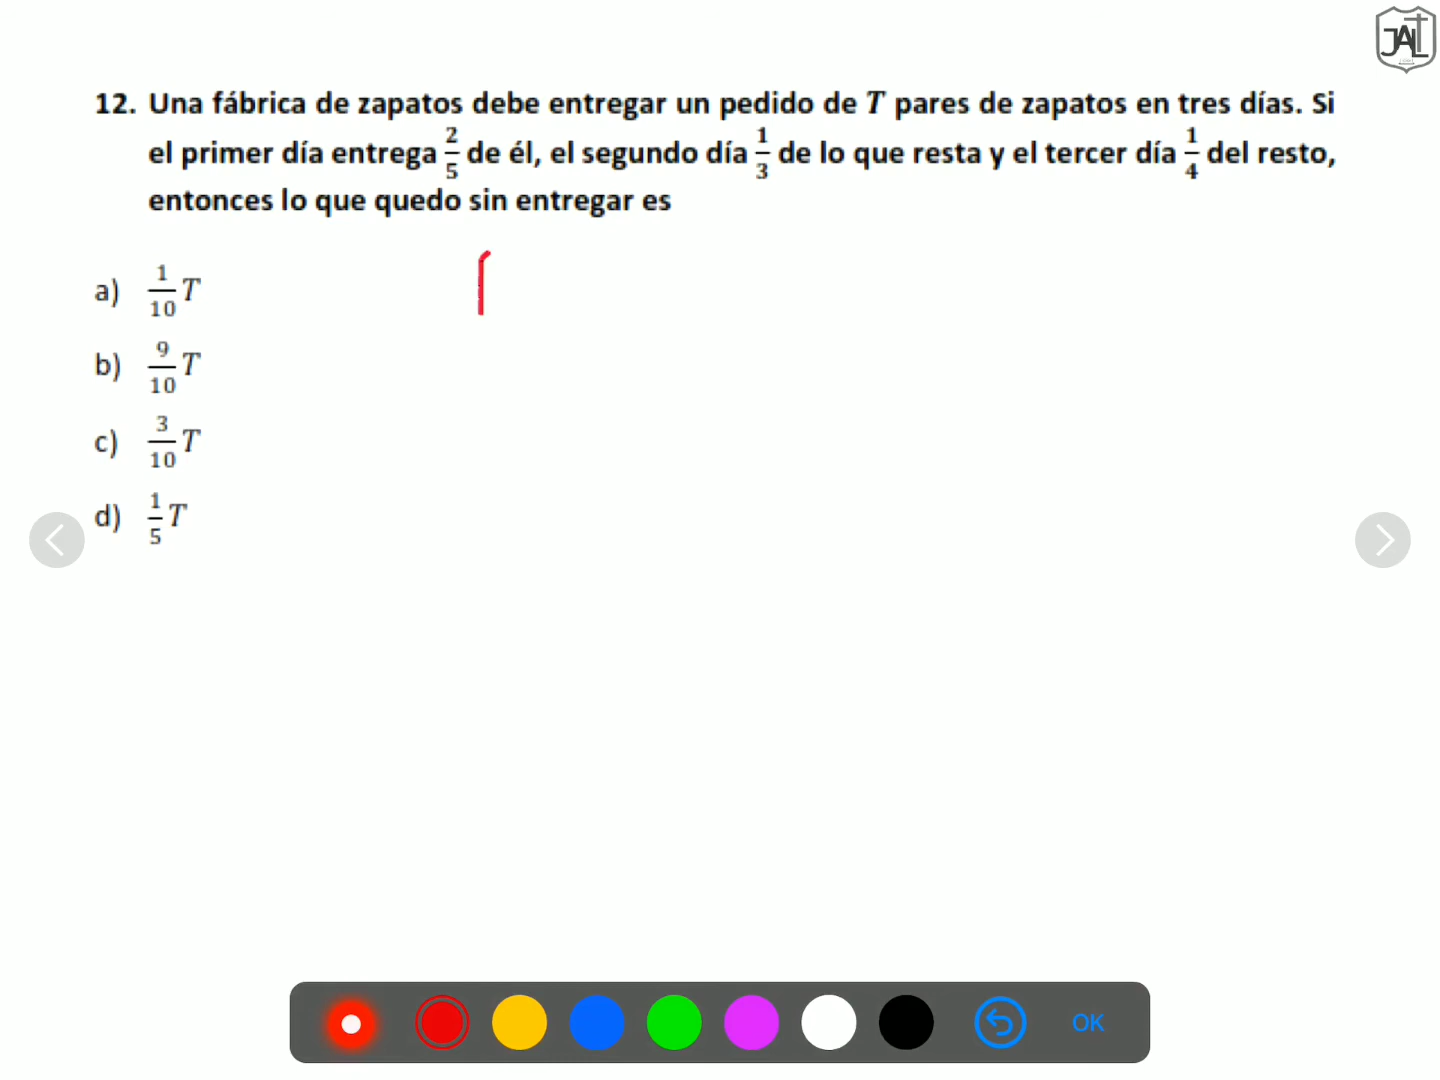 JALT
12. Una fábrica de zapatos debe entregar un pedido de T pares de zapatos en tres días. Si
el primer día entrega 2/5 de él, el segundo día 1/3 de lo que resta y el tercer día 1/4 del resto,
entonces lo que quedo sin entregar es
a) 1/10 T
b) 9/10 T
c) 3/10 T
d) 1/5 T
OK